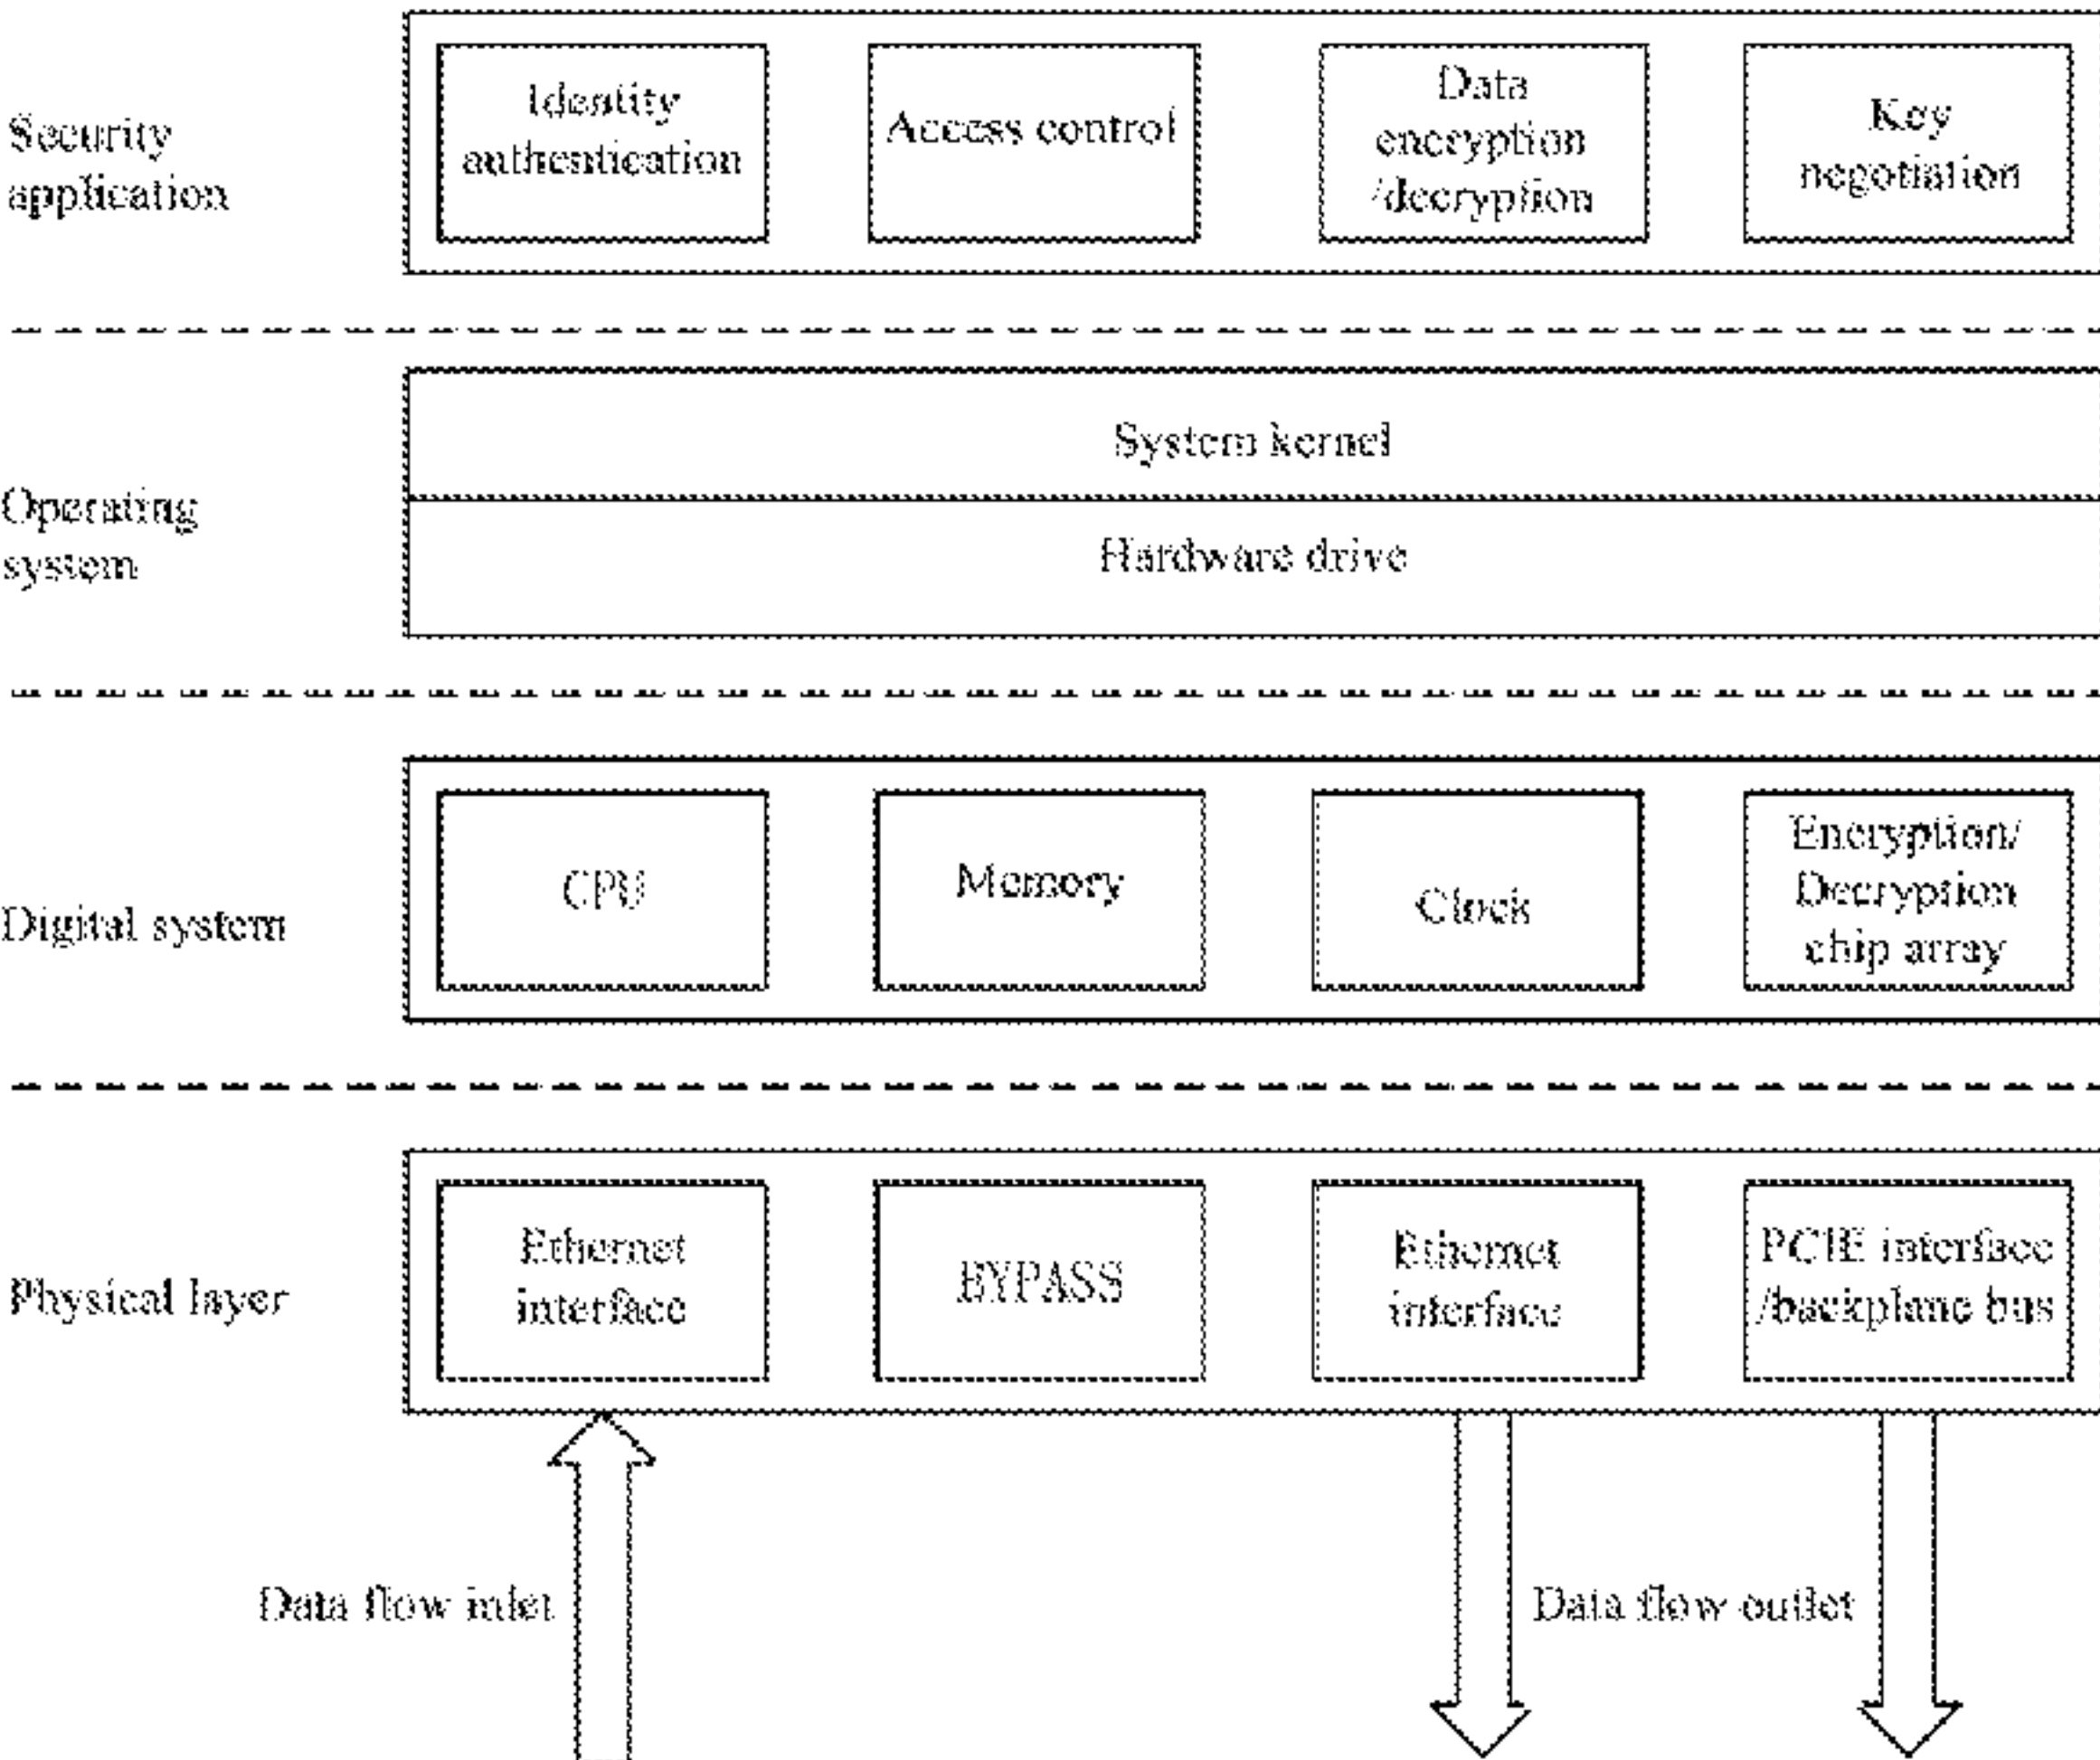 Security
application
Identity
authentication
Access control
Data
encryption
/decryption
Key
negotiation
Operating
system
System kernel
Hardware drive
Digital system
CPU
Memory
Clock
Encryption/
Decryption
chip array
Physical layer
Ethernet
interface
BYPASS
Ethernet
interface
PCIE interface
/backplane bus
Data flow inlet
Data flow outlet